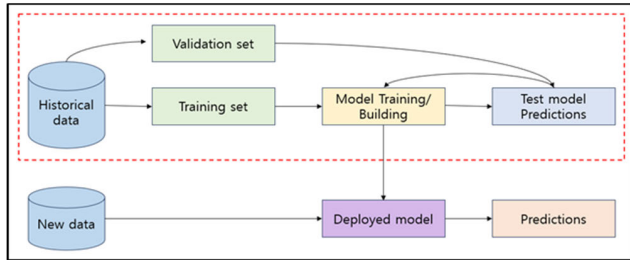 Validation set
Historical
data
Training set
Model Training/
Building
Test model
Predictions
New data
Deployed model
Predictions